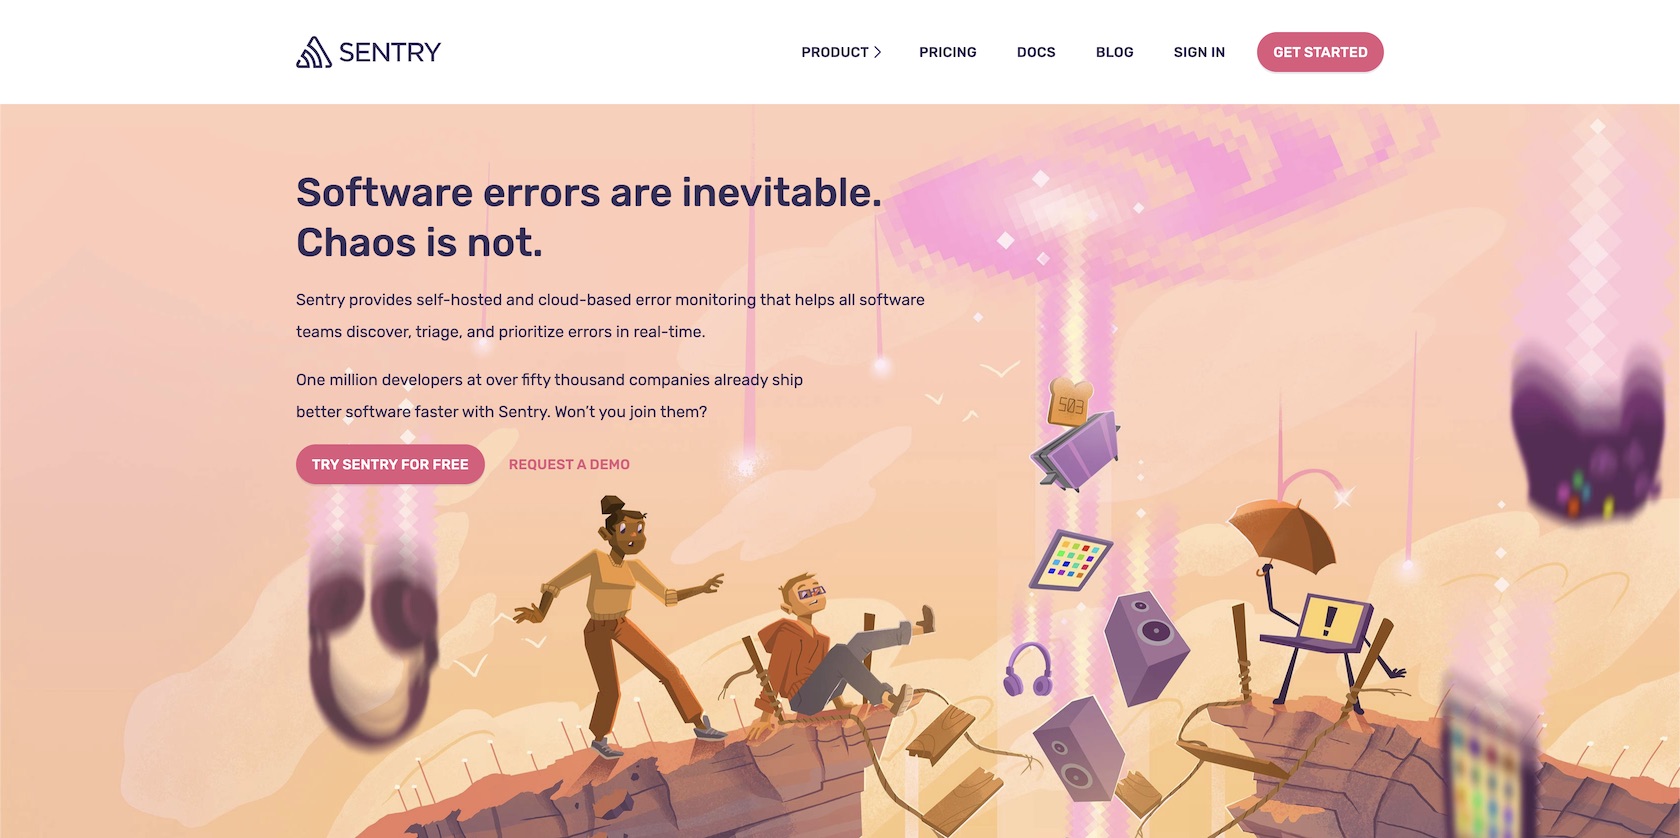 SENTRY
PRODUCT
PRICING
DOCS
BLOG
SIGN IN
GET STARTED
Software errors are inevitable.
Chaos is not.
Sentry provides self-hosted and cloud-based error monitoring that helps all software
teams discover, triage, and prioritize errors in real-time.
One million developers at over fifty thousand companies already ship
better software faster with Sentry. Won’t you join them?
TRY SENTRY FOR FREE
REQUEST A DEMO
503
!